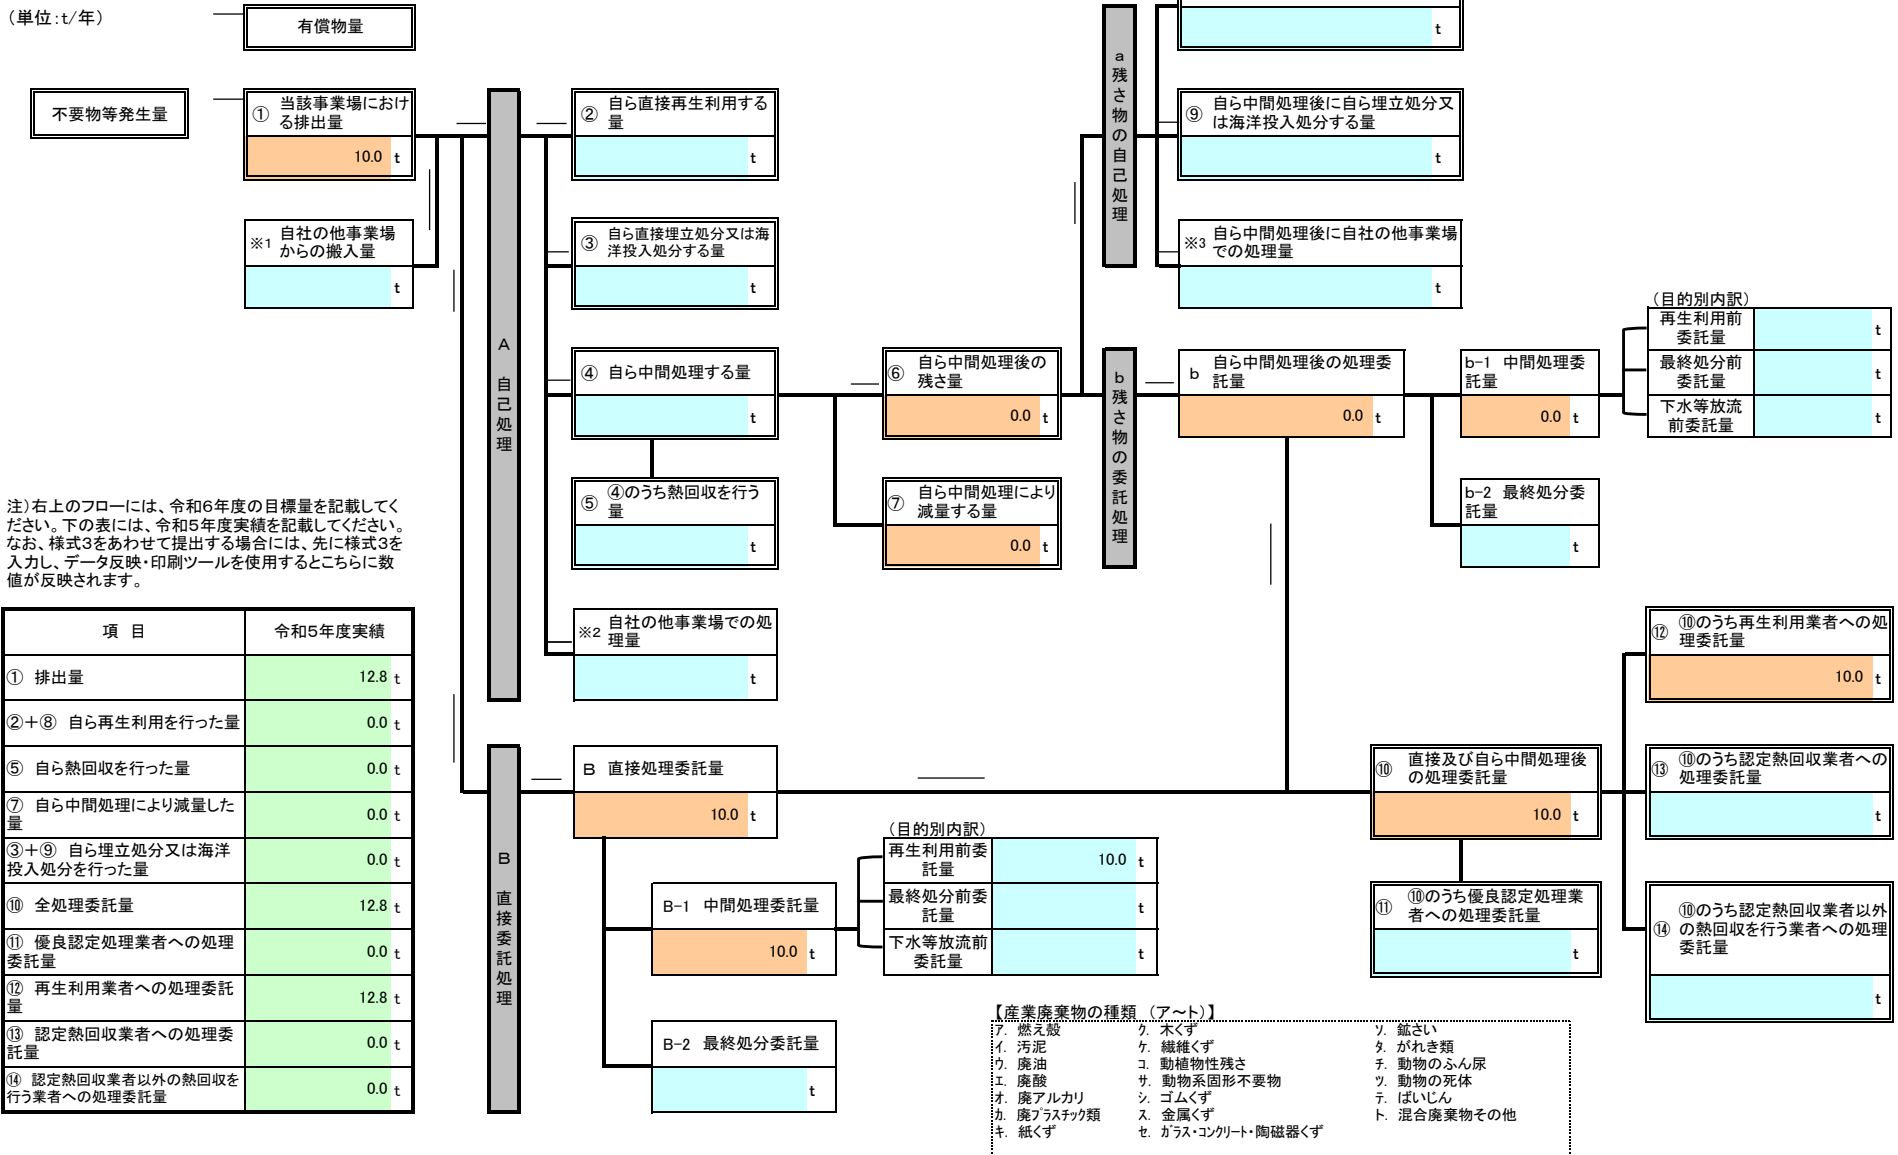 （単位：t/年）
有償物量
t
不要物等発生量
① 当該事業場におけ
る排出量
10.0 t
※1 自社の他事業場
からの搬入量
t
A 自己処理
② 自ら直接再生利用する
量
t
③ 自ら直接埋立処分又は海
洋投入処分する量
t
④ 自ら中間処理する量
t
⑤ ④のうち熱回収を行う
量
t
※2 自社の他事業場での処
理量
t
⑥ 自ら中間処理後の
残さ量
0.0 t
⑦ 自ら中間処理により
減量する量
0.0 t
a残さ物の自己処理
⑨ 自ら中間処理後に自ら埋立処分又
は海洋投入処分する量
t
※3 自ら中間処理後に自社の他事業場
での処理量
t
b残さ物の委託処理
b 自ら中間処理後の処理委
託量
0.0 t
b-1 中間処理委
託量
0.0 t
b-2 最終処分委
託量
t
（目的別内訳）
再生利用前
委託量
t
最終処分前
委託量
t
下水等放流
前委託量
t
注）右上のフローには、令和６年度の目標量を記載してく
ださい。下の表には、令和５年度実績を記載してください。
なお、様式３をあわせて提出する場合には、先に様式３を
入力し、データ反映・印刷ツールを使用するとこちらに数
値が反映されます。
項 目 令和５年度実績
① 排出量 12.8 t
②＋⑧ 自ら再生利用を行った量 0.0 t
⑤ 自ら熱回収を行った量 0.0 t
⑦ 自ら中間処理により減量した
量 0.0 t
③＋⑨ 自ら埋立処分又は海洋
投入処分を行った量 0.0 t
⑩ 全処理委託量 12.8 t
⑪ 優良認定処理業者への処理
委託量 0.0 t
⑫ 再生利用業者への処理委託
量 12.8 t
⑬ 認定熱回収業者への処理委
託量 0.0 t
⑭ 認定熱回収業者以外の熱回収を
行う業者への処理委託量 0.0 t
B 直接委託処理
B 直接処理委託量
10.0 t
B-1 中間処理委託量
10.0 t
B-2 最終処分委託量
t
（目的別内訳）
再生利用前委
託量
10.0 t
最終処分前委
託量
t
下水等放流前
委託量
t
⑩ 直接及び自ら中間処理後
の処理委託量
10.0 t
⑪ ⑩のうち優良認定処理業
者への処理委託量
t
⑫ ⑩のうち再生利用業者への処
理委託量
10.0 t
⑬ ⑩のうち認定熱回収業者への
処理委託量
t
⑭ ⑩のうち認定熱回収業者以外
の熱回収を行う業者への処理
委託量
t
【産業廃棄物の種類 （ア～ト）】
ア. 燃え殻 ク. 木くず ソ. 鉱さい
イ. 汚泥 ケ. 繊維くず タ. がれき類
ウ. 廃油 コ. 動植物性残さ チ. 動物のふん尿
エ. 廃酸 サ. 動物系固形不要物 ツ. 動物の死体
オ. 廃アルカリ シ. ゴムくず テ. ばいじん
カ. 廃プラスチック類 ス. 金属くず ト. 混合廃棄物その他
キ. 紙くず セ. ガラス・コンクリート・陶磁器くず